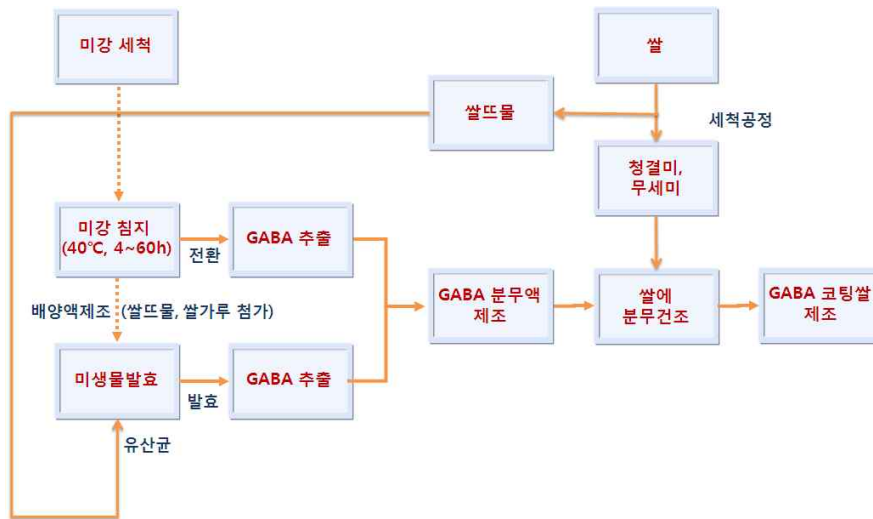 미강 세척
쌀
쌀뜨물
세척공정
청결미,
무세미
미강 침지
(40℃, 4~60h)
전환
GABA 추출
GABA 분무액
제조
쌀에
분무건조
GABA 코팅쌀
제조
배양액제조 (쌀뜨물, 쌀가루 첨가)
미생물발효
발효
GABA 추출
유산균